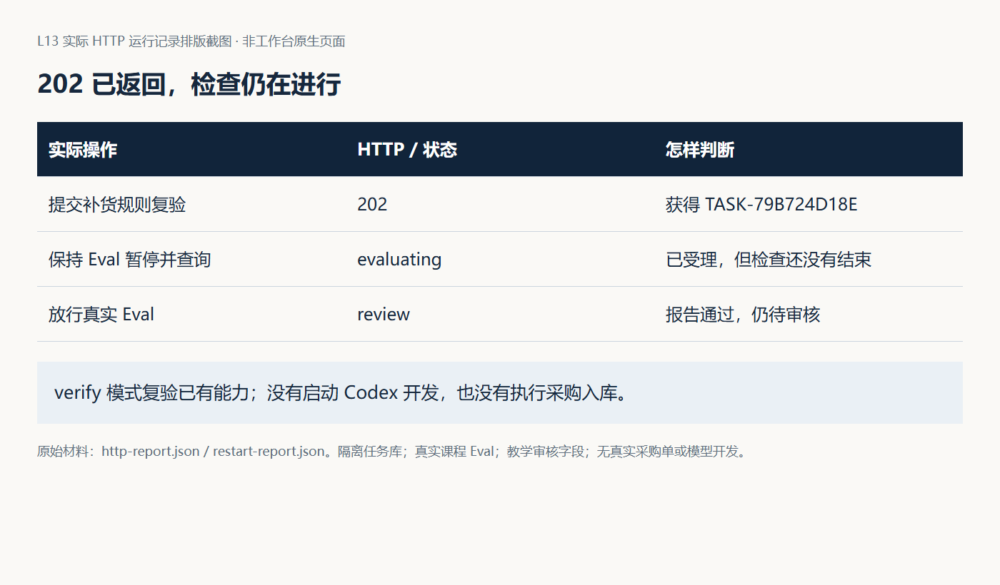 L13 实际 HTTP 运行记录排版截图 · 非工作台原生页面
202 已返回，检查仍在进行
实际操作 HTTP / 状态 怎样判断
提交补货规则复验 202 获得 TASK-79B724D18E
保持 Eval 暂停并查询 evaluating 已受理，但检查还没有结束
放行真实 Eval review 报告通过，仍待审核
verify 模式复验已有能力；没有启动 Codex 开发，也没有执行采购入库。
原始材料：http-report.json / restart-report.json。隔离任务库；真实课程 Eval；教学审核字段；无真实采购单或模型开发。